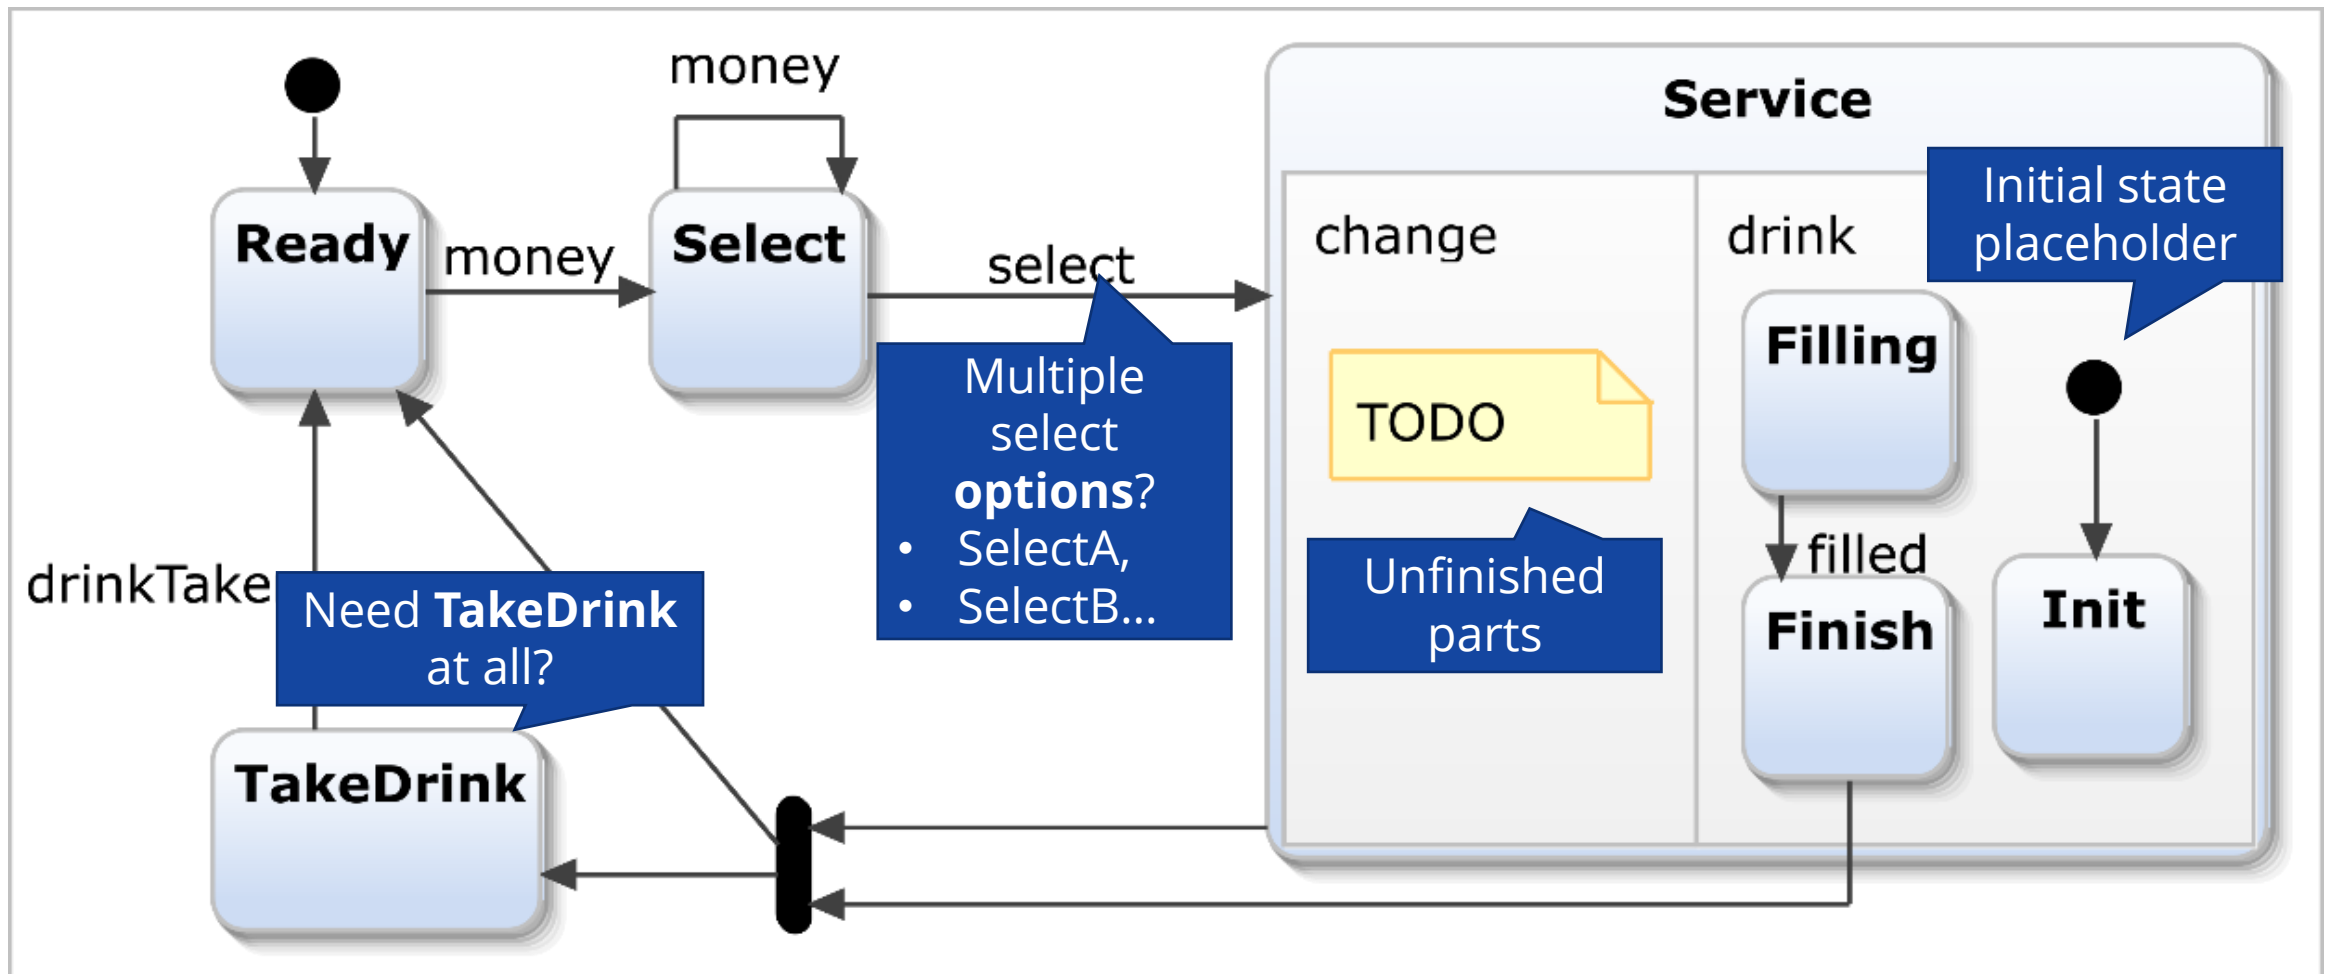 money
Service
Initial state
placeholder
Ready
money
Select
select
change
drink
Multiple
select
options?
• SelectA,
• SelectB...
TODO
Filling
Unfinished
parts
filled
Finish
Init
drinkTake
Need TakeDrink
at all?
TakeDrink